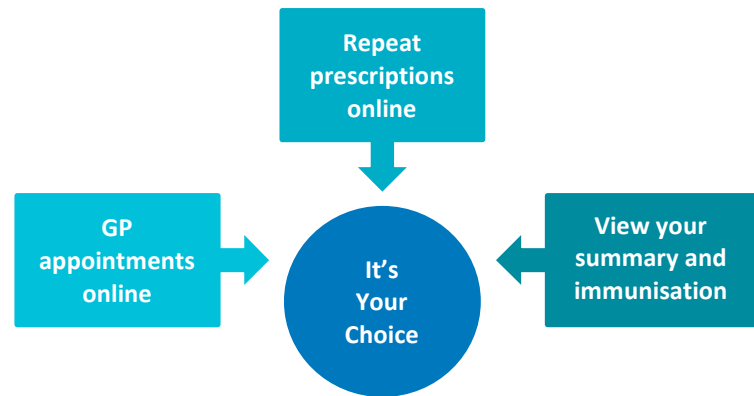 Repeat
prescriptions
online
GP
appointments
online
It’s
Your
Choice
View your
summary and
immunisation